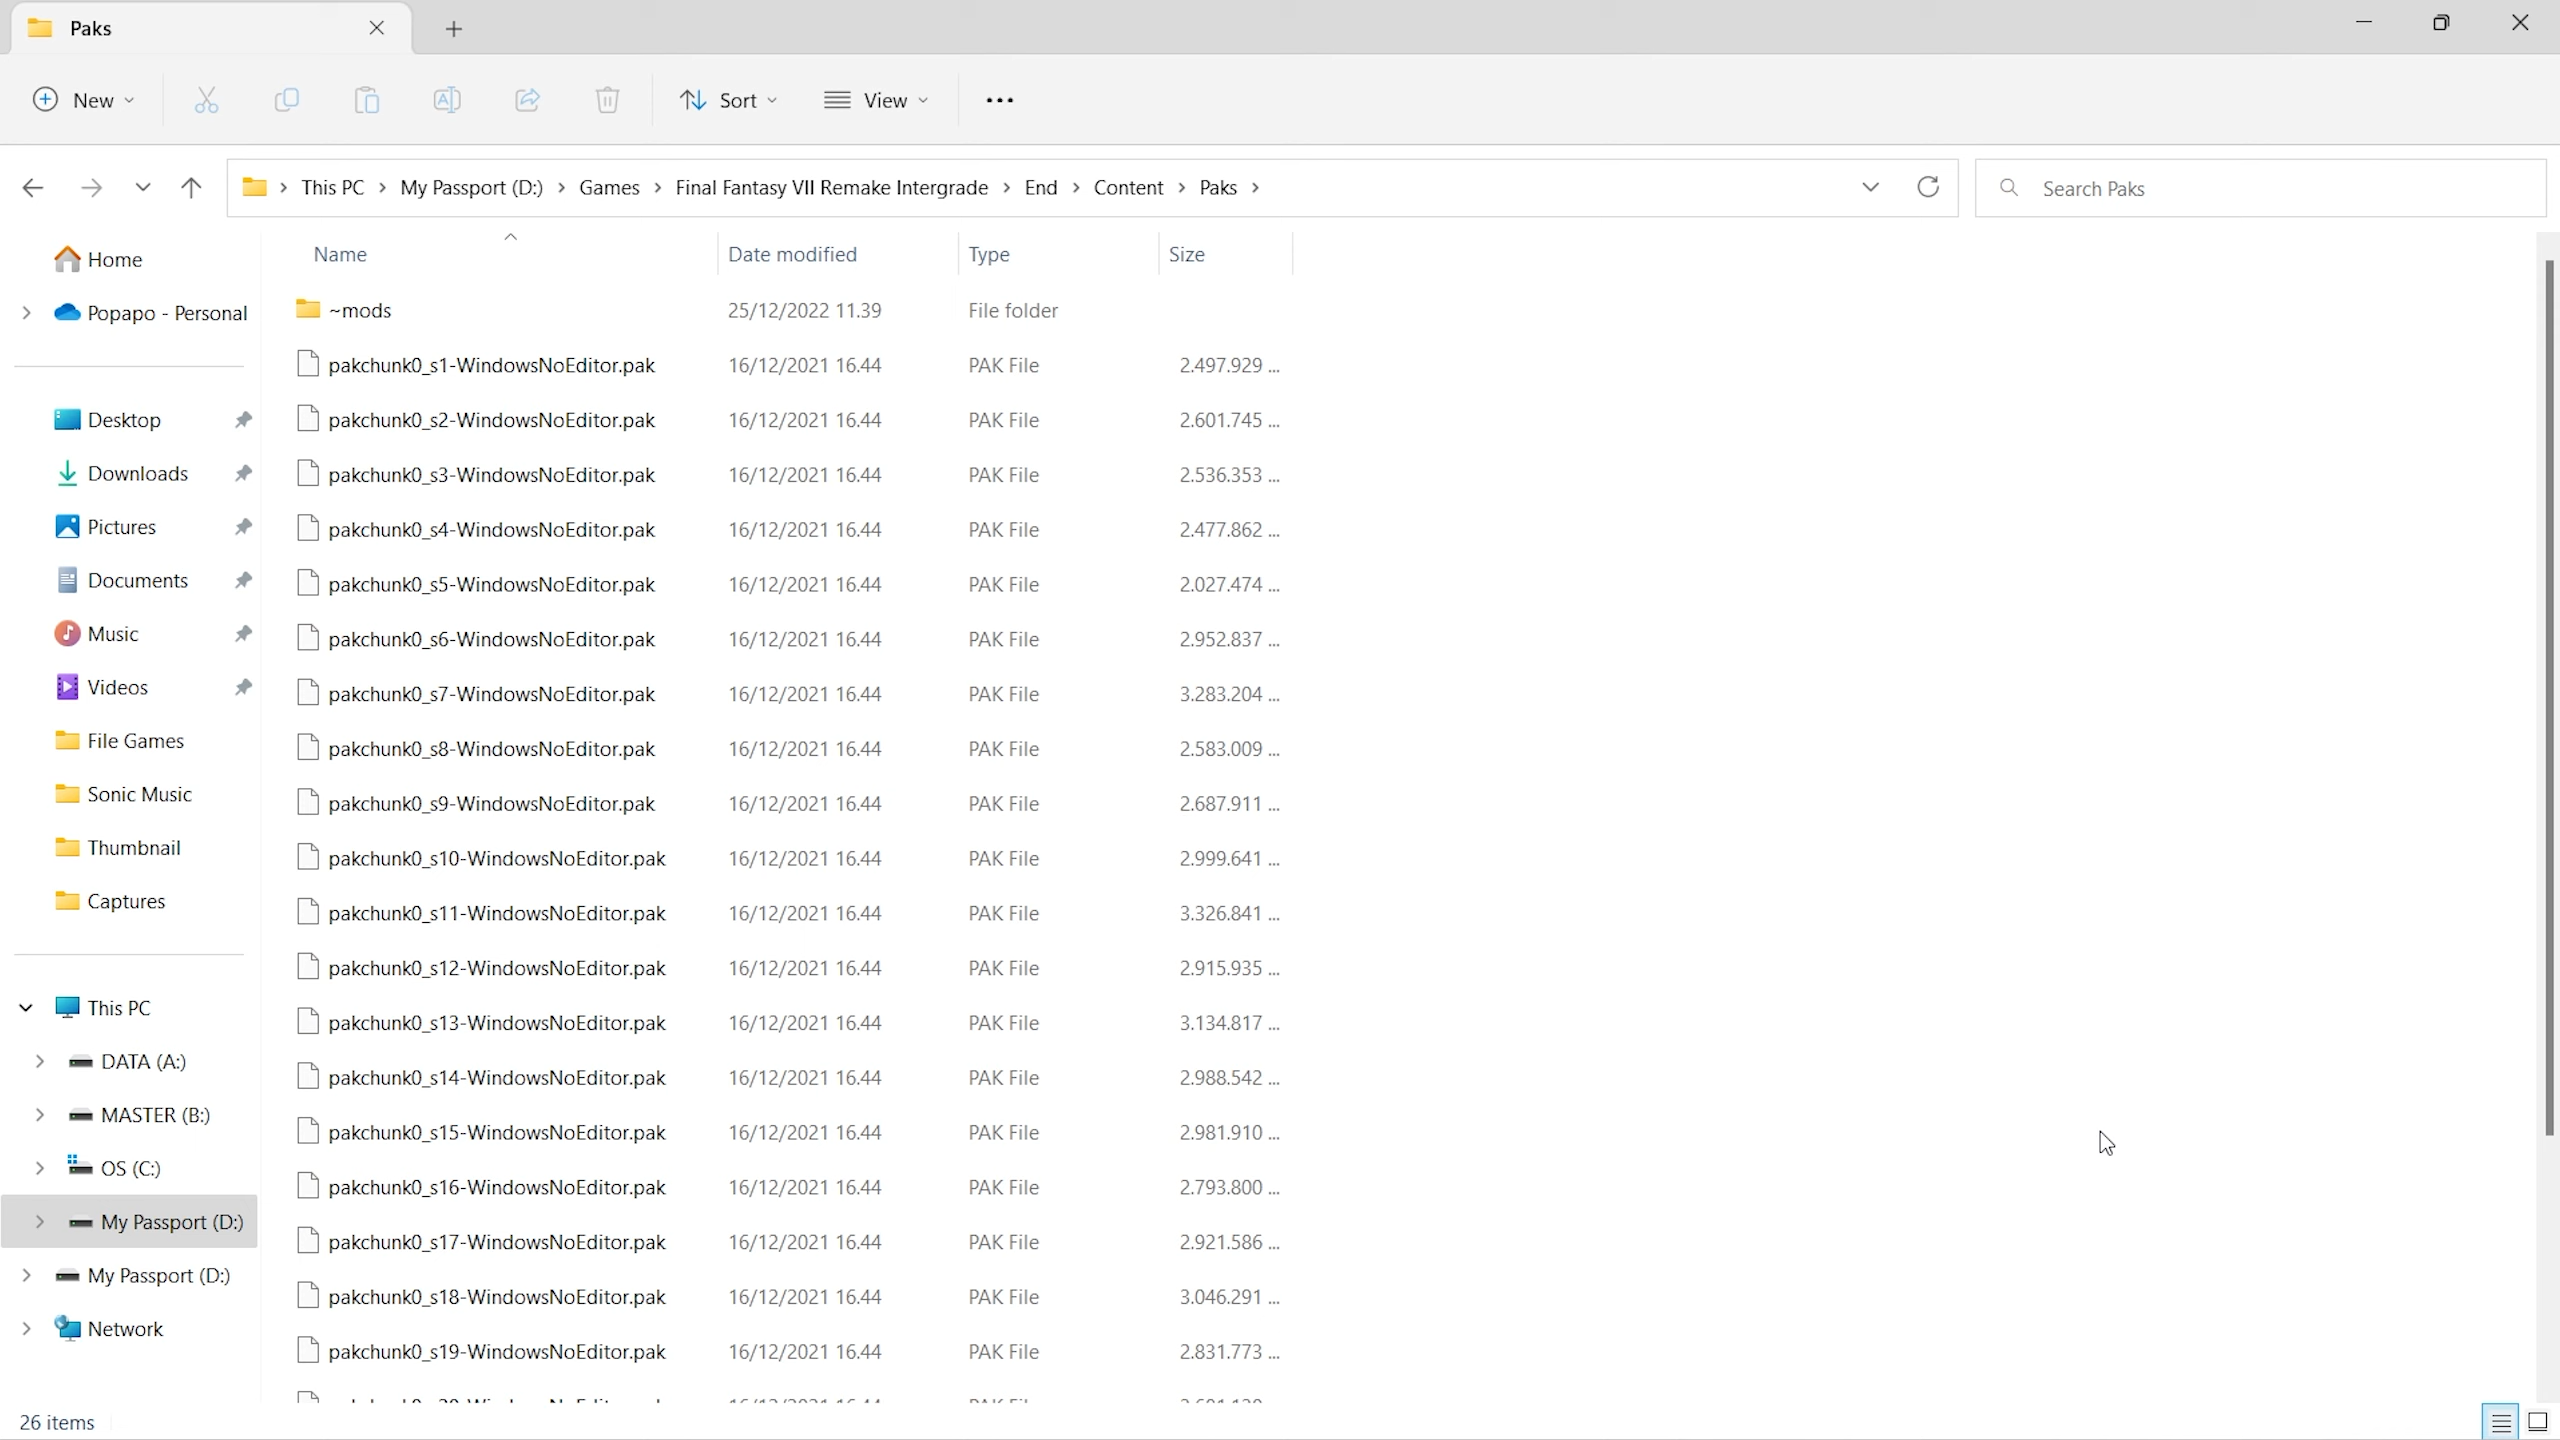 Paks
New
Sort
View
This PC > My Passport (D:) > Games > Final Fantasy VII Remake Intergrade > End > Content > Paks >
Search Paks
Home
Popapo - Personal
Desktop
Downloads
Pictures
Documents
Music
Videos
File Games
Sonic Music
Thumbnail
Captures
This PC
DATA (A:)
MASTER (B:)
OS (C:)
My Passport (D:)
My Passport (D:)
Network
Name Date modified Type Size
~mods 25/12/2022 11.39 File folder
pakchunk0_s1-WindowsNoEditor.pak 16/12/2021 16.44 PAK File 2.497.929 ...
pakchunk0_s2-WindowsNoEditor.pak 16/12/2021 16.44 PAK File 2.601.745 ...
pakchunk0_s3-WindowsNoEditor.pak 16/12/2021 16.44 PAK File 2.536.353 ...
pakchunk0_s4-WindowsNoEditor.pak 16/12/2021 16.44 PAK File 2.477.862 ...
pakchunk0_s5-WindowsNoEditor.pak 16/12/2021 16.44 PAK File 2.027.474 ...
pakchunk0_s6-WindowsNoEditor.pak 16/12/2021 16.44 PAK File 2.952.837 ...
pakchunk0_s7-WindowsNoEditor.pak 16/12/2021 16.44 PAK File 3.283.204 ...
pakchunk0_s8-WindowsNoEditor.pak 16/12/2021 16.44 PAK File 2.583.009 ...
pakchunk0_s9-WindowsNoEditor.pak 16/12/2021 16.44 PAK File 2.687.911 ...
pakchunk0_s10-WindowsNoEditor.pak 16/12/2021 16.44 PAK File 2.999.641 ...
pakchunk0_s11-WindowsNoEditor.pak 16/12/2021 16.44 PAK File 3.326.841 ...
pakchunk0_s12-WindowsNoEditor.pak 16/12/2021 16.44 PAK File 2.915.935 ...
pakchunk0_s13-WindowsNoEditor.pak 16/12/2021 16.44 PAK File 3.134.817 ...
pakchunk0_s14-WindowsNoEditor.pak 16/12/2021 16.44 PAK File 2.988.542 ...
pakchunk0_s15-WindowsNoEditor.pak 16/12/2021 16.44 PAK File 2.981.910 ...
pakchunk0_s16-WindowsNoEditor.pak 16/12/2021 16.44 PAK File 2.793.800 ...
pakchunk0_s17-WindowsNoEditor.pak 16/12/2021 16.44 PAK File 2.921.586 ...
pakchunk0_s18-WindowsNoEditor.pak 16/12/2021 16.44 PAK File 3.046.291 ...
pakchunk0_s19-WindowsNoEditor.pak 16/12/2021 16.44 PAK File 2.831.773 ...
26 items